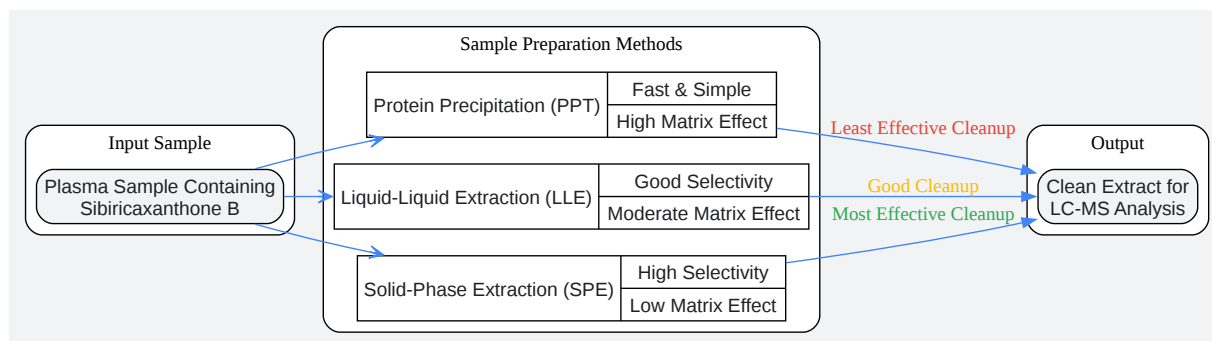 Input Sample
Plasma Sample Containing
Sibiricaxanthone B
Sample Preparation Methods
Protein Precipitation (PPT)
Fast & Simple
High Matrix Effect
Liquid-Liquid Extraction (LLE)
Good Selectivity
Moderate Matrix Effect
Solid-Phase Extraction (SPE)
High Selectivity
Low Matrix Effect
Least Effective Cleanup
Good Cleanup
Most Effective Cleanup
Output
Clean Extract for
LC-MS Analysis